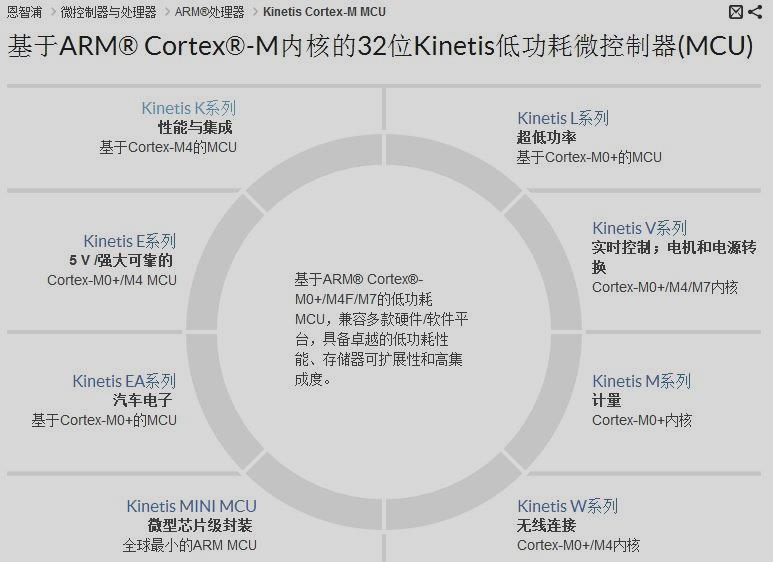 恩智浦 > 微控制器与处理器 > ARM®处理器 > Kinetis Cortex-M MCU
基于ARM® Cortex®-M内核的32位Kinetis低功耗微控制器(MCU)
Kinetis K系列
性能与集成
基于Cortex-M4的MCU
Kinetis L系列
超低功率
基于Cortex-M0+的MCU
Kinetis E系列
5 V /强大可靠的
Cortex-M0+/M4 MCU
Kinetis V系列
实时控制；电机和电源转
换
Cortex-M0+/M4/M7内核
基于ARM® Cortex®-
M0+/M4F/M7的低功耗
MCU，兼容多款硬件/软件平
台，具备卓越的低功耗性
能、存储器可扩展性和高集
成度。
Kinetis EA系列
汽车电子
基于Cortex-M0+的MCU
Kinetis M系列
计量
Cortex-M0+内核
Kinetis MINI MCU
微型芯片级封装
全球最小的ARM MCU
Kinetis W系列
无线连接
Cortex-M0+/M4内核